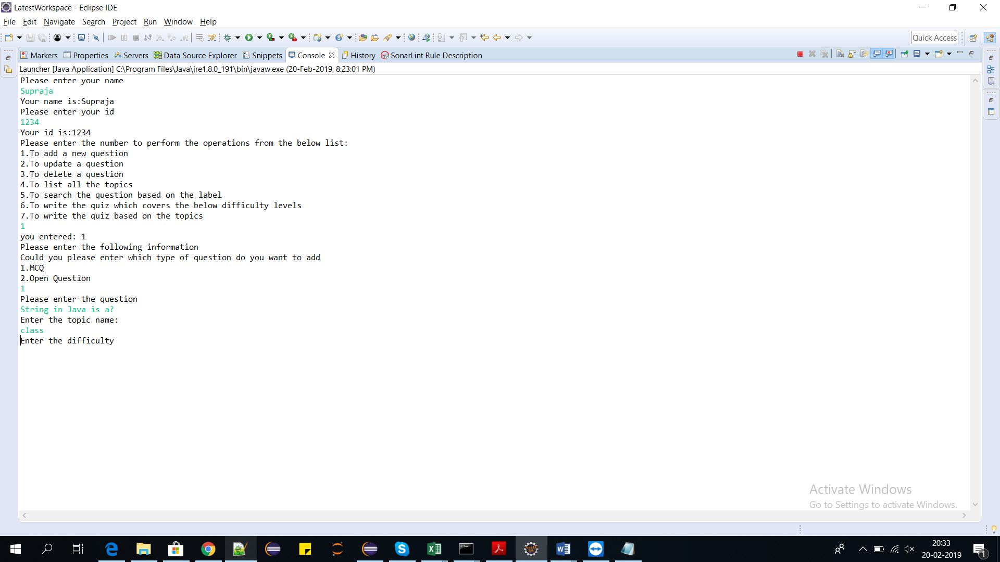 LatestWorkspace - Eclipse IDE
File Edit Navigate Search Project Run Window Help
Quick Access
Markers Properties Servers Data Source Explorer Snippets Console History SonarLint Rule Description
Launcher [Java Application] C:\Program Files\Java\jre1.8.0_191\bin\javaw.exe (20-Feb-2019, 8:23:01 PM)
Please enter your name
Supraja
Your name is:Supraja
Please enter your id
1234
Your id is:1234
Please enter the number to perform the operations from the below list:
1.To add a new question
2.To update a question
3.To delete a question
4.To list all the topics
5.To search the question based on the label
6.To write the quiz which covers the below difficulty levels
7.To write the quiz based on the topics
1
you entered: 1
Please enter the following information
Could you please enter which type of question do you want to add
1.MCQ
2.Open Question
1
Please enter the question
String in Java is a?
Enter the topic name:
class
Enter the difficulty
Activate Windows
Go to Settings to activate Windows.
20:33
20-02-2019
1